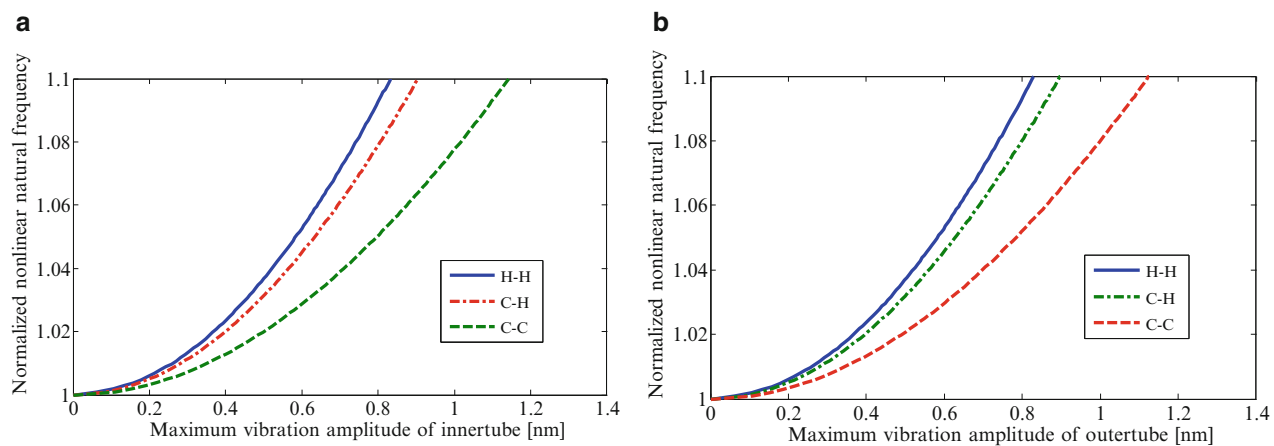 a
Normalized nonlinear natural frequency
1.1
1.08
1.06
1.04
1.02
1
0
0.2
0.4
0.6
0.8
1
1.2
1.4
H-H
C-H
C-C
Maximum vibration amplitude of innertube [nm]
b
Normalized nonlinear natural frequency
1.1
1.08
1.06
1.04
1.02
1
0
0.2
0.4
0.6
0.8
1
1.2
1.4
H-H
C-H
C-C
Maximum vibration amplitude of outertube [nm]